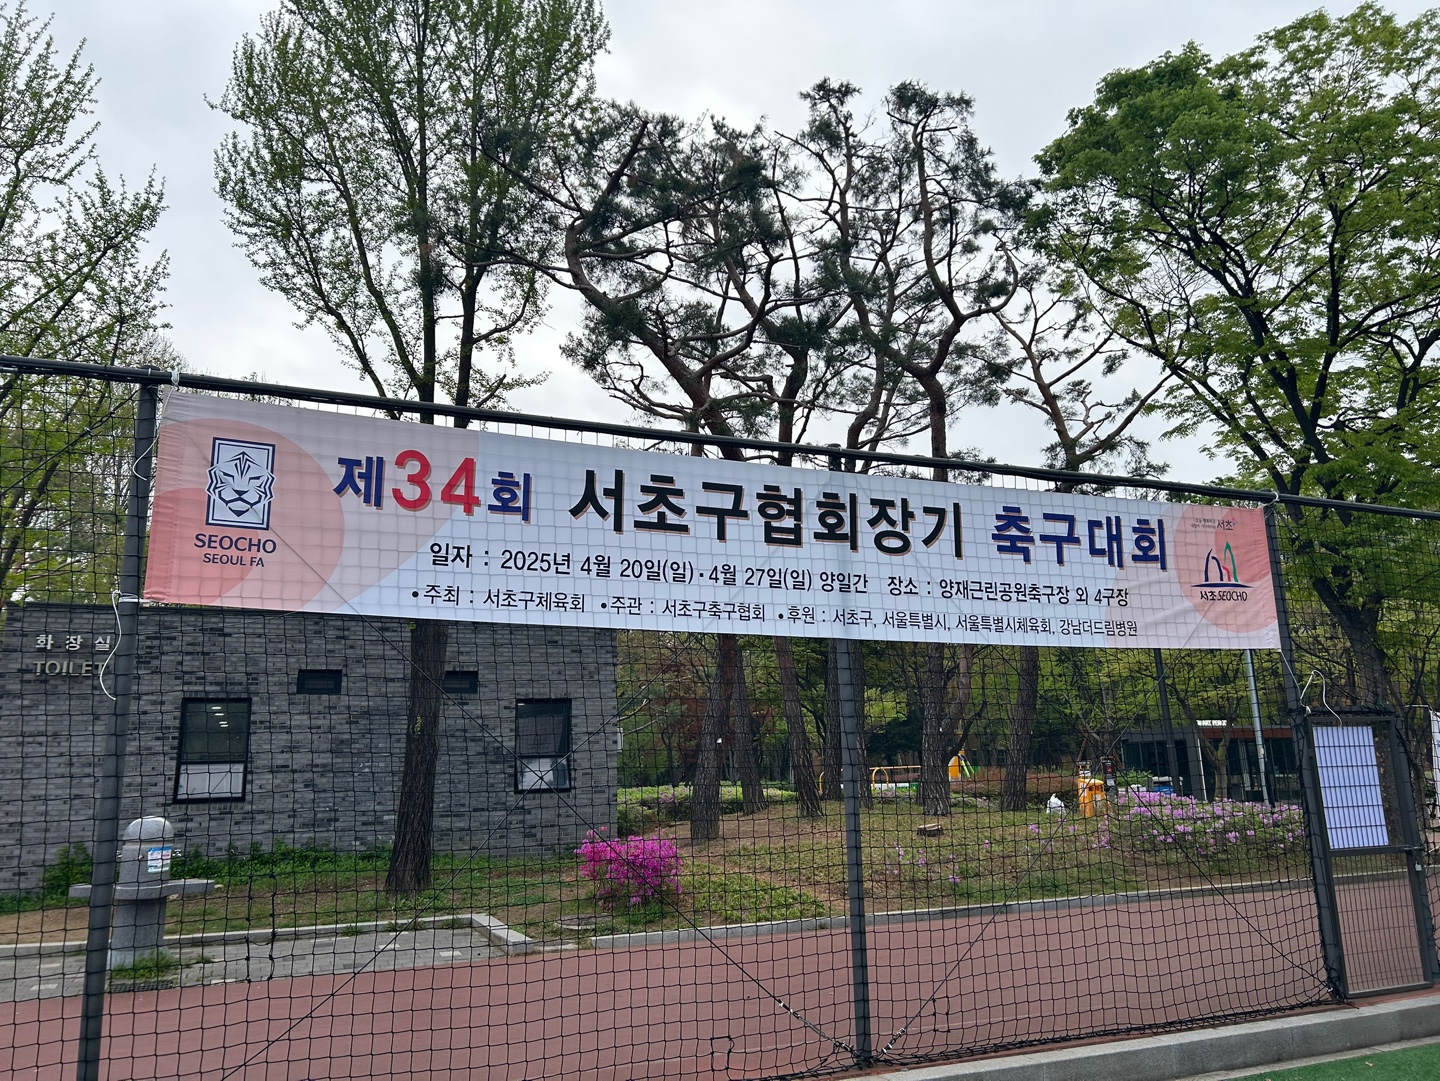 제34회 서초구협회장기 축구대회
일자 : 2025년 4월 20일(일)·4월 27일(일) 양일간 장소 : 양재근린공원축구장 외 4구장
•주최 : 서초구체육회 •주관 : 서초구축구협회 •후원 : 서초구, 서울특별시, 서울특별시체육회, 강남더드림병원
SEOCHO
SEOUL FA
서초
서초 SEOCHO
화장실
TOILET